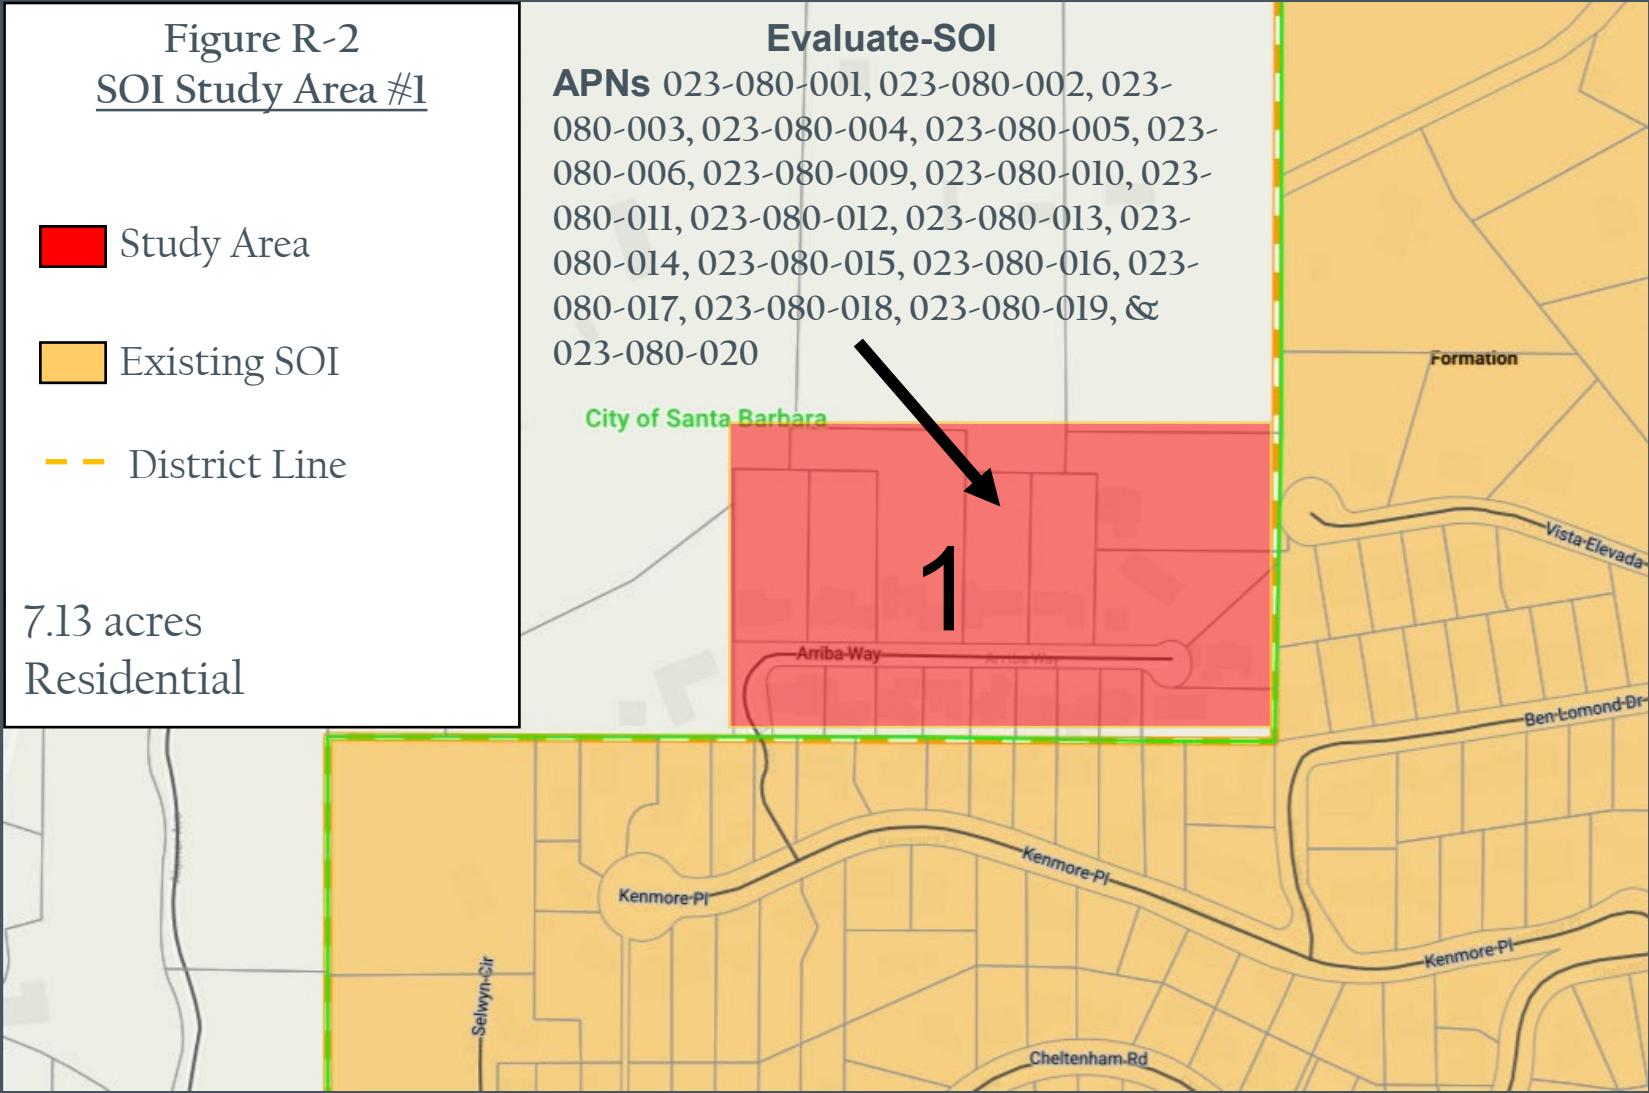 Figure R-2
SOI Study Area #1
Study Area
Existing SOI
District Line
7.13 acres
Residential
Evaluate-SOI
APNs 023-080-001, 023-080-002, 023-
080-003, 023-080-004, 023-080-005, 023-
080-006, 023-080-009, 023-080-010, 023-
080-011, 023-080-012, 023-080-013, 023-
080-014, 023-080-015, 023-080-016, 023-
080-017, 023-080-018, 023-080-019, &
023-080-020
City of Santa Barbara
Formation
1
Vista Elevada
Arriba Way
Arriba Way
Ben Lomond Dr
Kenmore Pl
Kenmore Pl
Kenmore Pl
Selwyn Cir
Cheltenham Rd